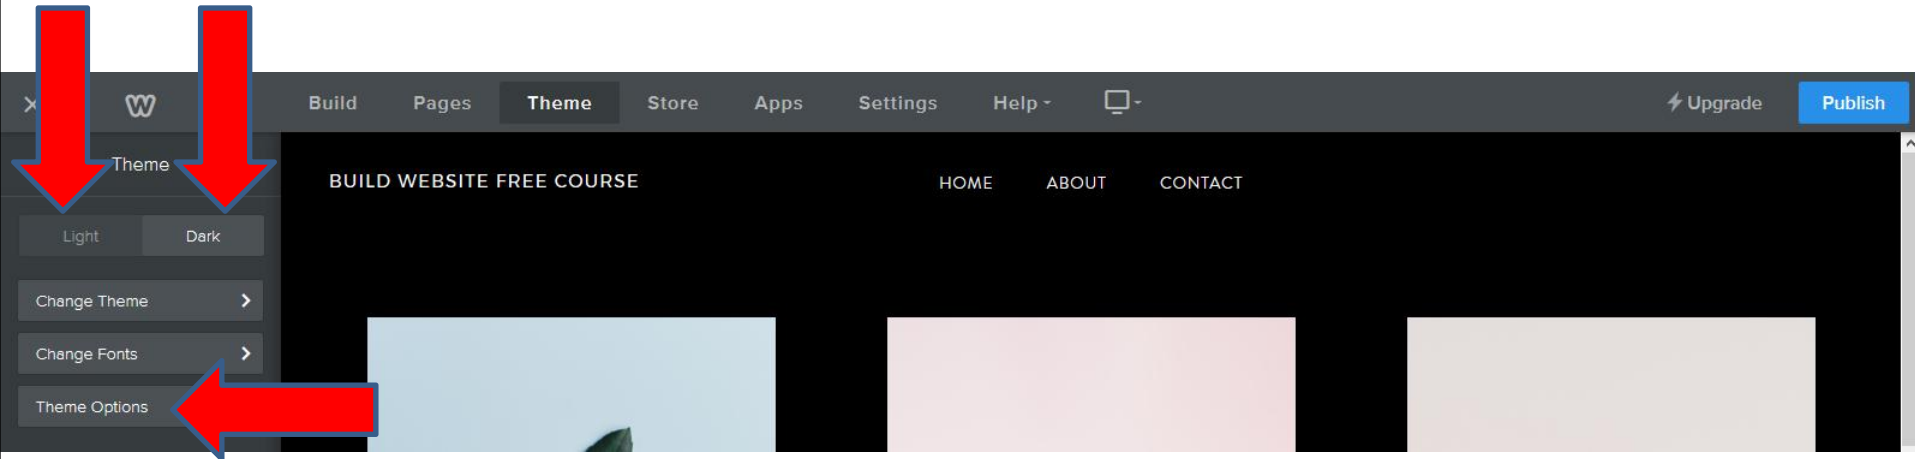 Build Pages Theme Store Apps Settings Help Upgrade Publish
Theme
Light Dark
Change Theme
Change Fonts
Theme Options
BUILD WEBSITE FREE COURSE HOME ABOUT CONTACT